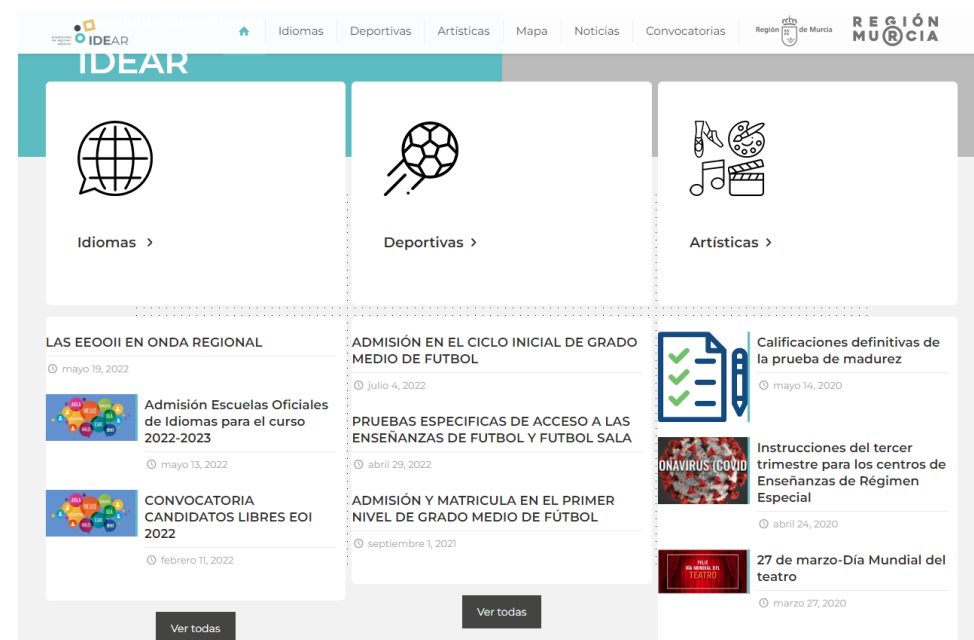 IDEAR
Idiomas
Deportivas
Artísticas
Mapa
Noticias
Convocatorias
Región de Murcia
REGIÓN
MURCIA
IDEAR
Idiomas
Deportivas
Artísticas
LAS EEOOII EN ONDA REGIONAL
mayo 19, 2022
Admisión Escuelas Oficiales
de Idiomas para el curso
2022-2023
mayo 13, 2022
CONVOCATORIA
CANDIDATOS LIBRES EOI
2022
febrero 11, 2022
Ver todas
ADMISIÓN EN EL CICLO INICIAL DE GRADO
MEDIO DE FUTBOL
julio 4, 2022
PRUEBAS ESPECIFICAS DE ACCESO A LAS
ENSEÑANZAS DE FUTBOL Y FUTBOL SALA
abril 29, 2022
ADMISIÓN Y MATRICULA EN EL PRIMER
NIVEL DE GRADO MEDIO DE FÚTBOL
septiembre 1, 2021
Ver todas
Calificaciones definitivas de
la prueba de madurez
mayo 14, 2020
ONAVIRUS (COVID
Instrucciones del tercer
trimestre para los centros de
Enseñanzas de Régimen
Especial
abril 24, 2020
FELIZ
DÍA MUNDIAL DEL
TEATRO
27 de marzo-Día Mundial del
teatro
marzo 27, 2020